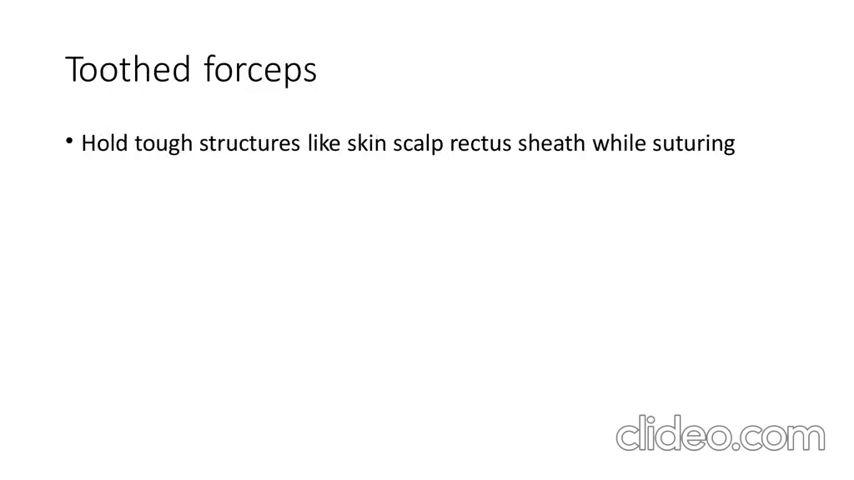 Toothed forceps
• Hold tough structures like skin scalp rectus sheath while suturing
clideo.com